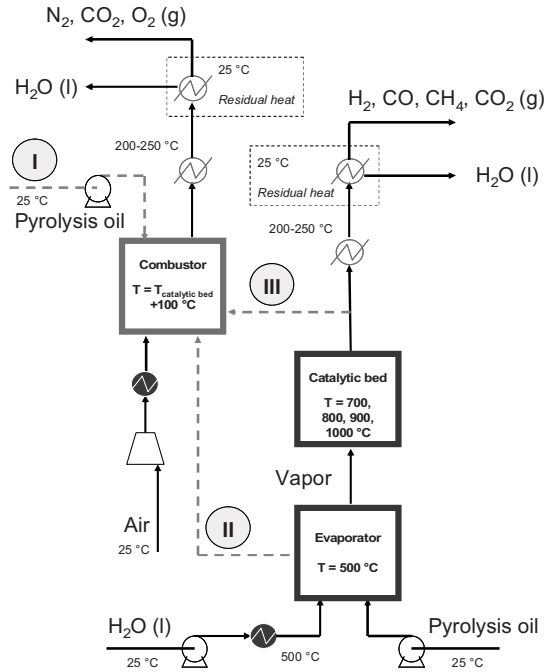 N₂, CO₂, O₂ (g)
25 °C
H₂O (l)
Residual heat
H₂, CO, CH₄, CO₂ (g)
I
200-250 °C
25 °C
25 °C
Residual heat
H₂O (l)
Pyrolysis oil
200-250 °C
Combustor
T = T catalytic bed
+100 °C
III
Catalytic bed
T = 700,
800, 900,
1000 °C
Vapor
Air
II
25 °C
Evaporator
T = 500 °C
H₂O (l)
Pyrolysis oil
25 °C
500 °C
25 °C